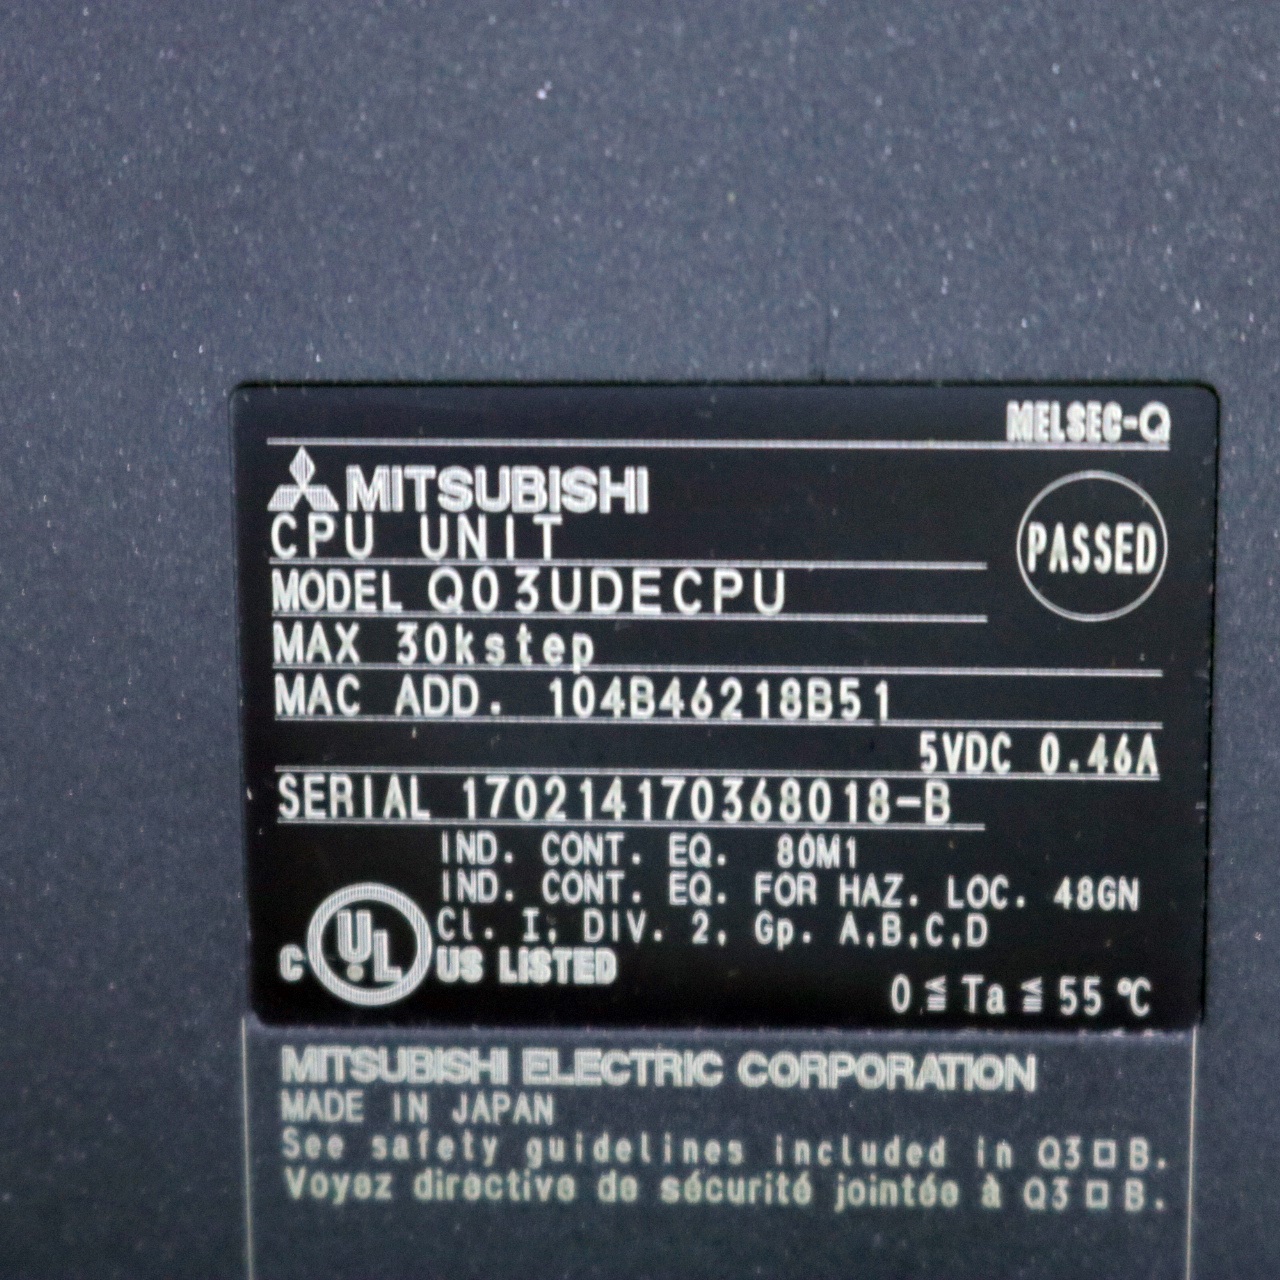 MELSEC-Q
MITSUBISHI
CPU UNIT
PASSED
MODEL Q03UDECPU
MAX 30kstep
MAC ADD. 104B46218B51
5VDC 0.46A
SERIAL 170214170368018-B
IND. CONT. EQ. 80M1
IND. CONT. EQ. FOR HAZ. LOC. 48GN
Cl. I, DIV. 2, Gp. A,B,C,D
C UL US LISTED
0 ≦ Ta ≦ 55 ℃
MITSUBISHI ELECTRIC CORPORATION
MADE IN JAPAN
See safety guidelines included in Q3□B.
Voyez directive de sécurité jointée à Q3□B.